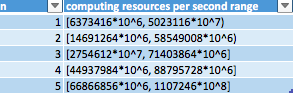 n computing resources per second range
1 [6373416*10^6, 5023116*10^7)
2 [14691264*10^6, 58549008*10^6)
3 [2754612*10^7, 71403864*10^6]
4 [44937984*10^6, 88795728*10^6]
5 [66866856*10^6, 1107246*10^8]